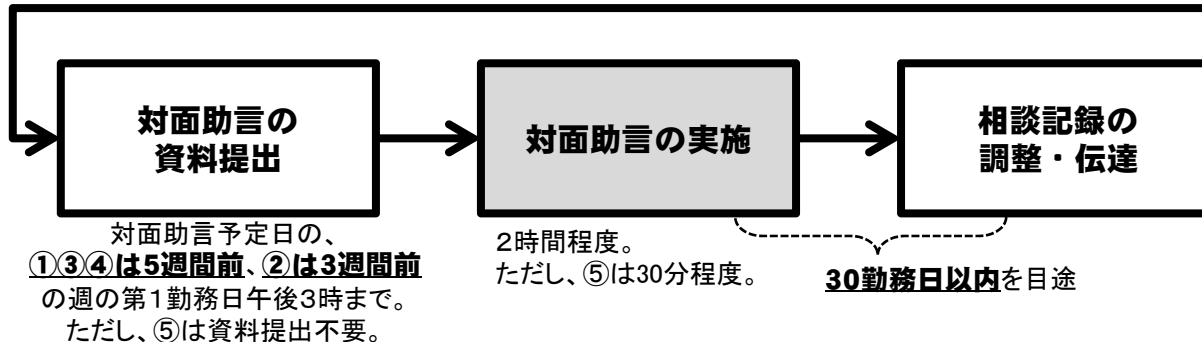 対面助言の
資料提出
対面助言の実施
相談記録の
調整・伝達
対面助言予定日の、
①③④は5週間前、②は3週間前
の週の第1勤務日午後3時まで。
ただし、⑤は資料提出不要。
2時間程度。
ただし、⑤は30分程度。
30勤務日以内を目途